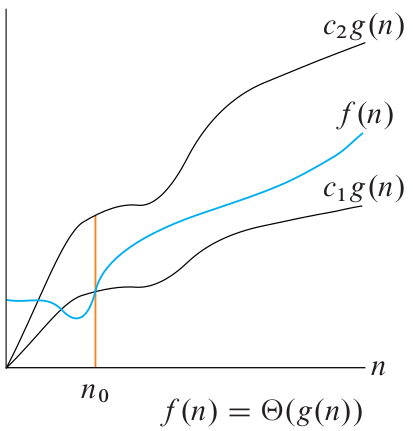 c₂g(n)
f(n)
c₁g(n)
n
n₀
f(n) = Θ(g(n))